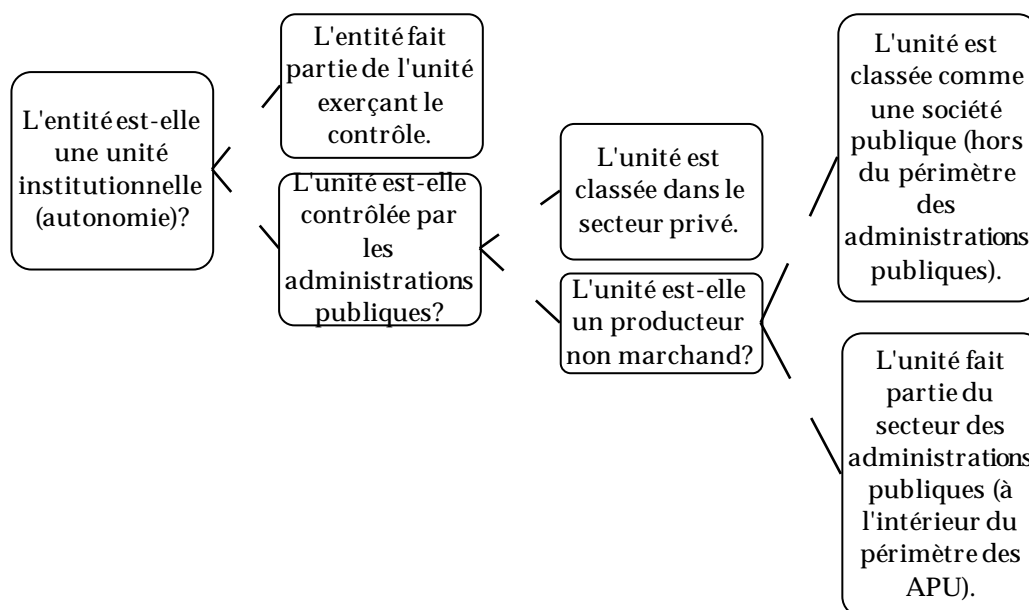 L'entité est-elle
une unité
institutionnelle
(autonomie)?
L'entité fait
partie de l'unité
exerçant le
contrôle.
L'unité est-elle
contrôlée par
les
administrations
publiques?
L'unité est
classée dans le
secteur privé.
L'unité est-elle
un producteur
non marchand?
L'unité est
classée comme
une société
publique (hors
du périmètre
des
administrations
publiques).
L'unité fait
partie du
secteur des
administrations
publiques (à
l'intérieur du
périmètre des
APU).